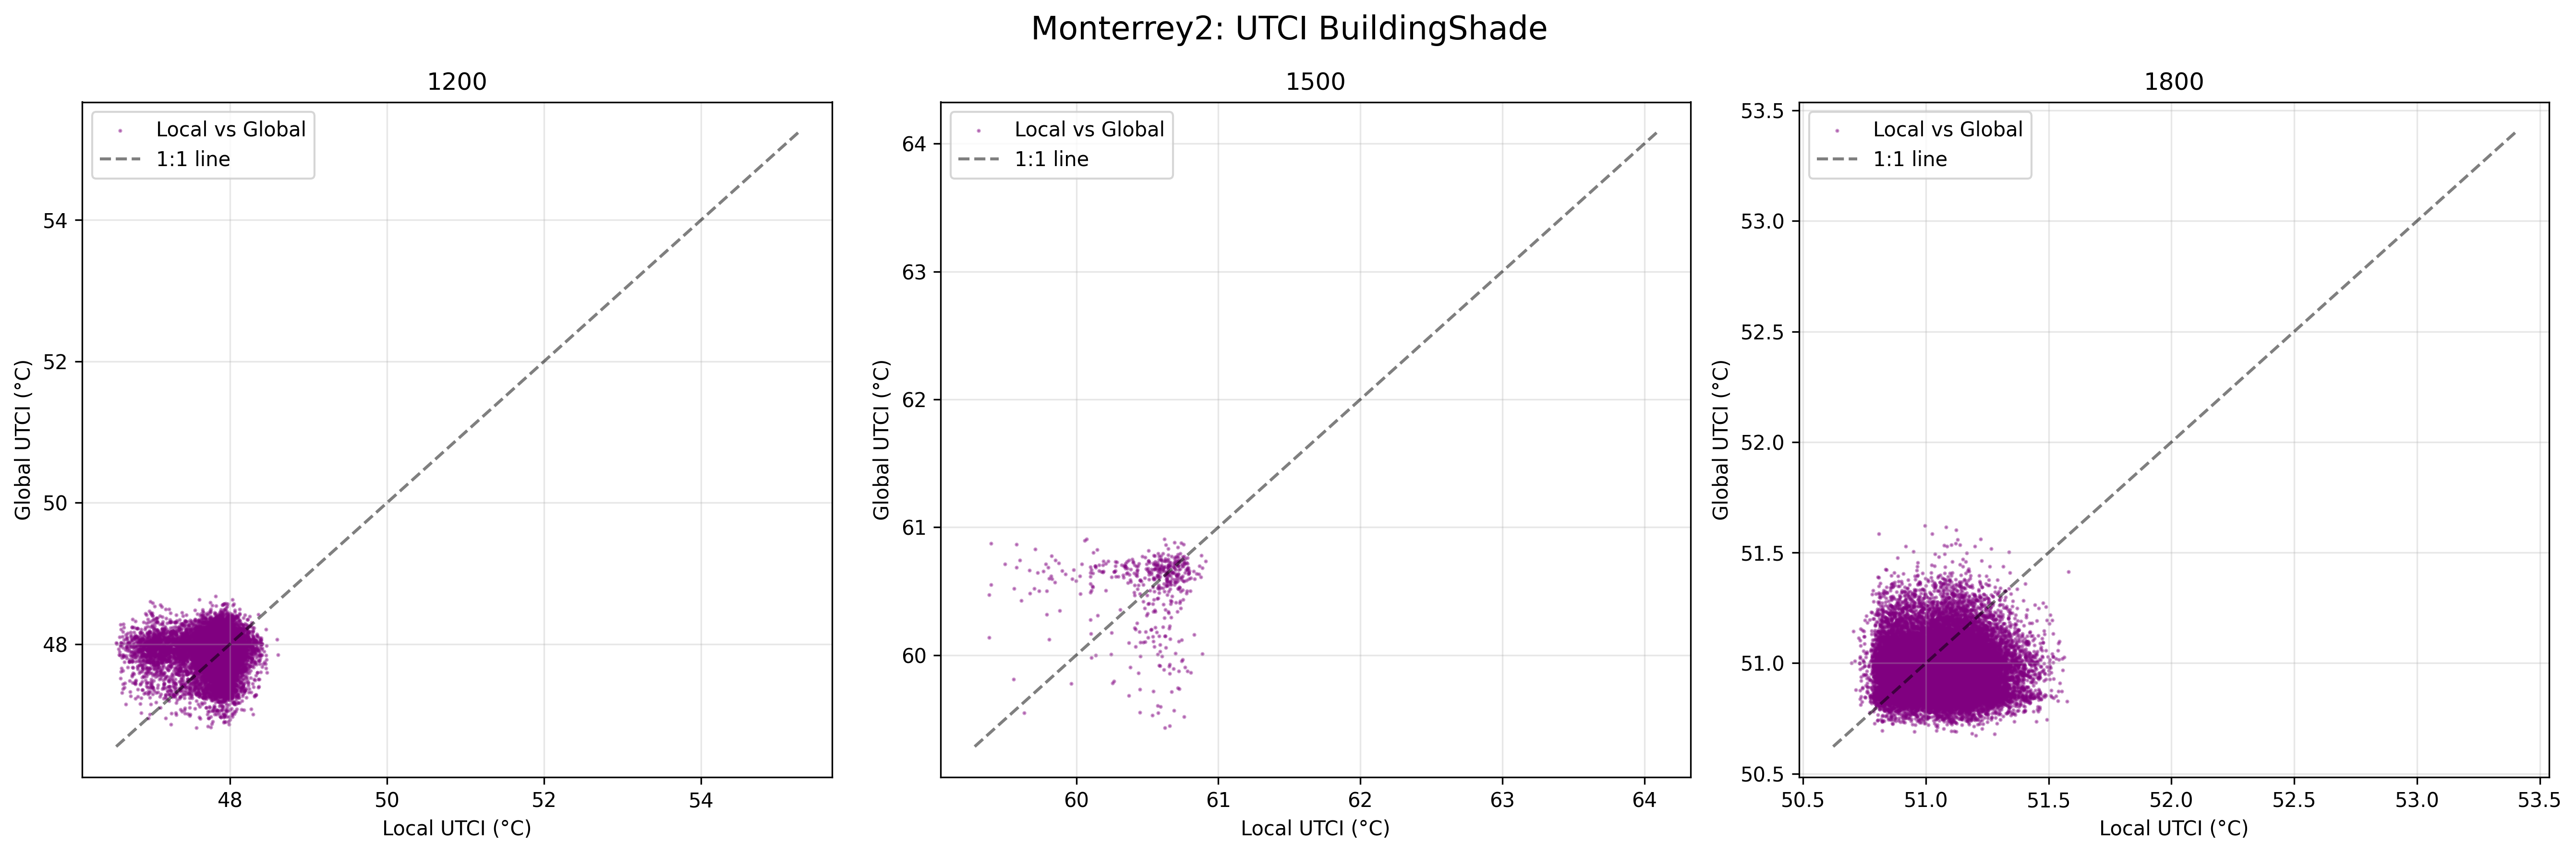 Monterrey2: UTCI BuildingShade
1200
Local vs Global
1:1 line
54
52
50
48
Global UTCI (°C)
48 50 52 54
Local UTCI (°C)
1500
Local vs Global
1:1 line
64
63
62
61
60
Global UTCI (°C)
60 61 62 63 64
Local UTCI (°C)
1800
Local vs Global
1:1 line
53.5
53.0
52.5
52.0
51.5
51.0
50.5
Global UTCI (°C)
50.5 51.0 51.5 52.0 52.5 53.0 53.5
Local UTCI (°C)